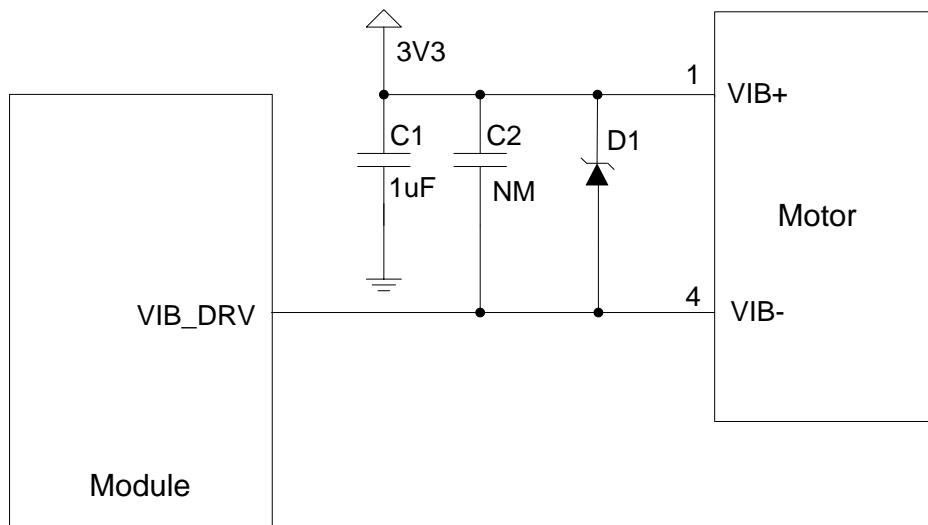 3V3
1
VIB+
C1
C2
D1
1uF
NM
Motor
VIB_DRV
4
VIB-
Module